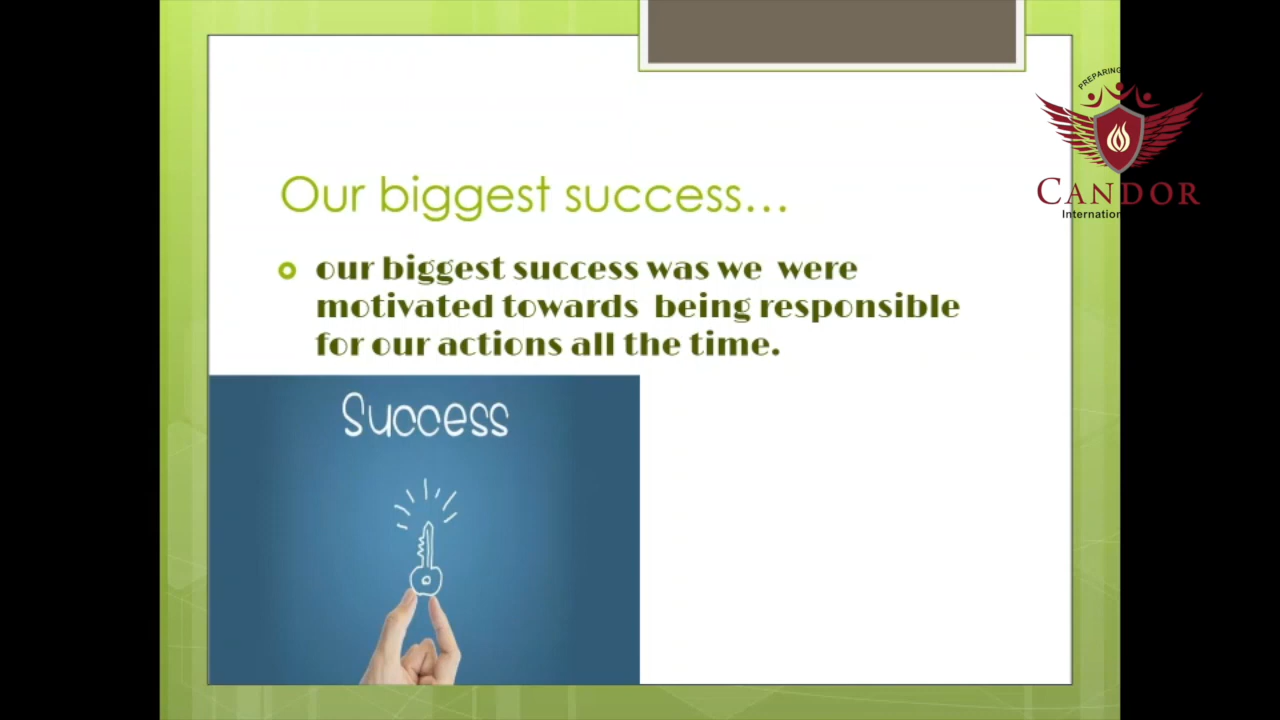 PREPARING
CANDOR
Internation
Our biggest success...
our biggest success was we were
motivated towards being responsible
for our actions all the time.
Success